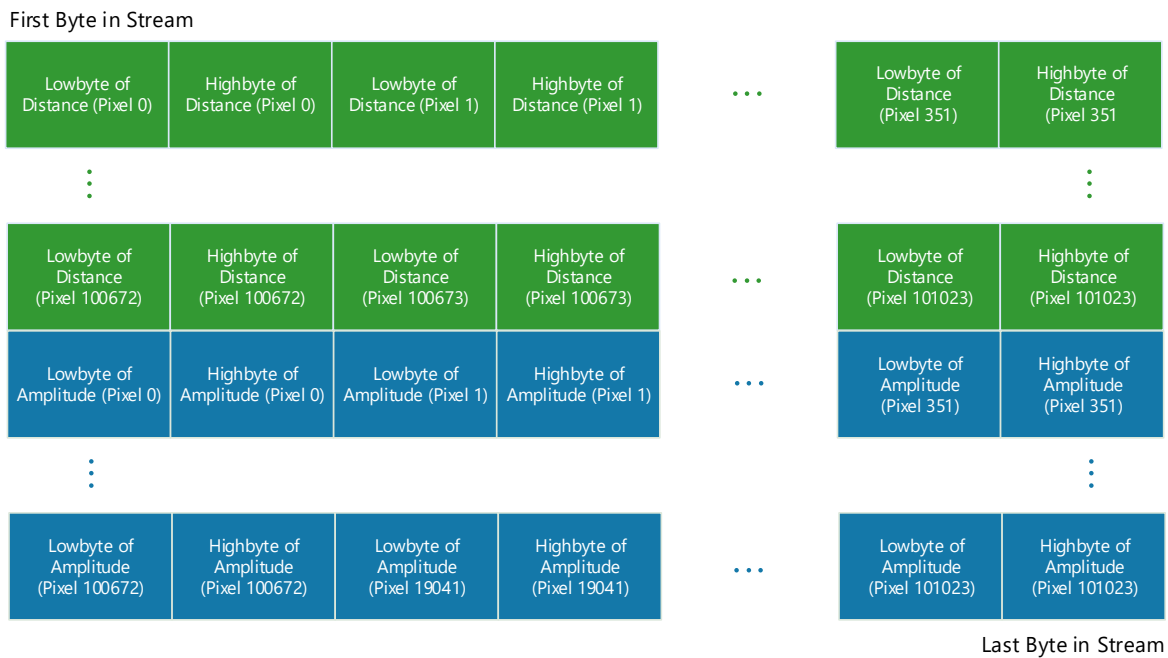 First Byte in Stream
Lowbyte of
Distance (Pixel 0)
Highbyte of
Distance (Pixel 0)
Lowbyte of
Distance (Pixel 1)
Highbyte of
Distance (Pixel 1)
Lowbyte of
Distance
(Pixel 351)
Highbyte of
Distance
(Pixel 351
Lowbyte of
Distance
(Pixel 100672)
Highbyte of
Distance
(Pixel 100672)
Lowbyte of
Distance
(Pixel 100673)
Highbyte of
Distance
(Pixel 100673)
Lowbyte of
Distance
(Pixel 101023)
Highbyte of
Distance
(Pixel 101023)
Lowbyte of
Amplitude (Pixel 0)
Highbyte of
Amplitude (Pixel 0)
Lowbyte of
Amplitude (Pixel 1)
Highbyte of
Amplitude (Pixel 1)
Lowbyte of
Amplitude
(Pixel 351)
Highbyte of
Amplitude
(Pixel 351)
Lowbyte of
Amplitude
(Pixel 100672)
Highbyte of
Amplitude
(Pixel 100672)
Lowbyte of
Amplitude
(Pixel 19041)
Highbyte of
Amplitude
(Pixel 19041)
Lowbyte of
Amplitude
(Pixel 101023)
Highbyte of
Amplitude
(Pixel 101023)
Last Byte in Stream